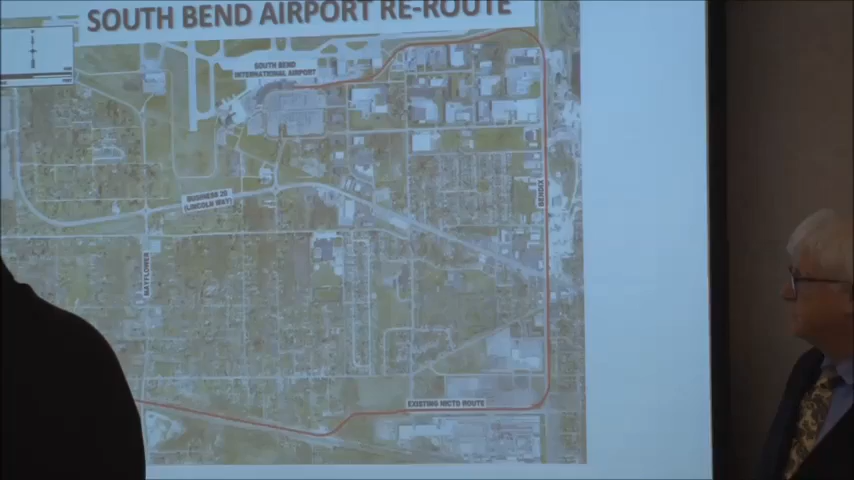 SOUTH BEND AIRPORT RE-ROUTE
SOUTH BEND
INTERNATIONAL AIRPORT
BUSINESS 20
(LINCOLN WAY)
BENDIX
MAYFLOWER
EXISTING NICTD ROUTE